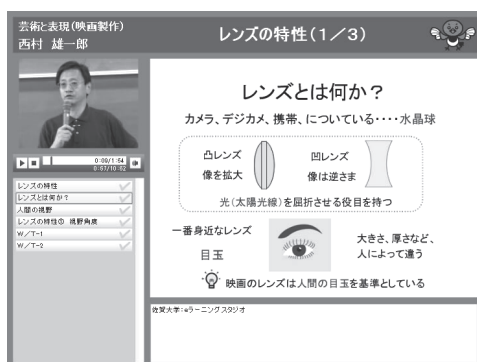 芸術と表現(映画製作)
西村 雄一郎
レンズの特性(1/3)
0:09/1:54
0:57/10:52
レンズの特性
レンズとは何か?
人間の視野
レンズの特性① 視野角度
W/T-1
W/T-2
レンズとは何か?
カメラ、デジカメ、携帯、についている・・・・水晶球
凸レンズ
像を拡大
凹レンズ
像は逆さま
光(太陽光線)を屈折させる役目を持つ
一番身近なレンズ
目玉
大きさ、厚さなど、
人によって違う
映画のレンズは人間の目玉を基準としている
佐賀大学:eラーニングスタジオ